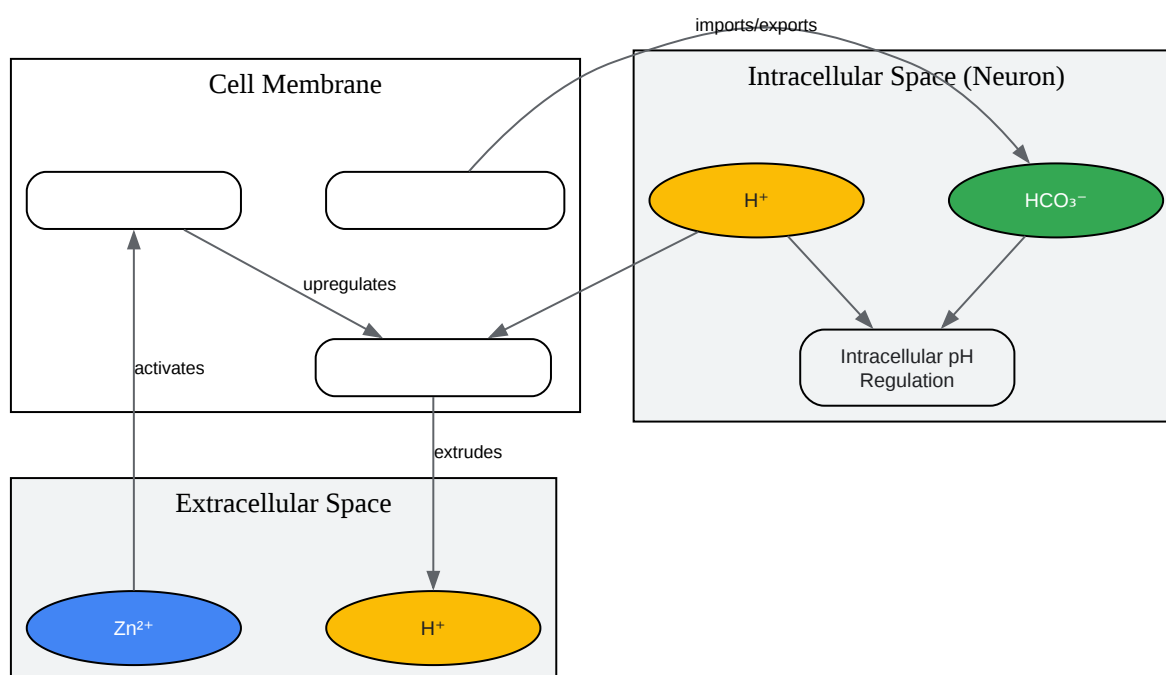 imports/exports
Cell Membrane
Intracellular Space (Neuron)
H⁺
HCO₃⁻
upregulates
activates
Intracellular pH
Regulation
extrudes
Extracellular Space
Zn²⁺
H⁺